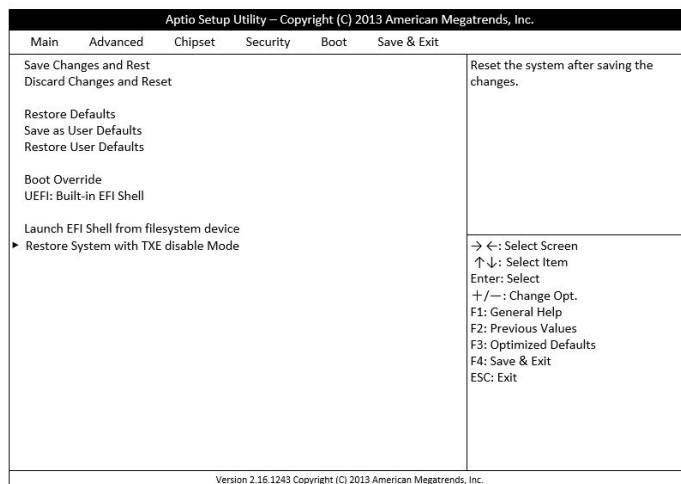 Aptio Setup Utility – Copyright (C) 2013 American Megatrends, Inc.
Main Advanced Chipset Security Boot Save & Exit
Save Changes and Rest
Discard Changes and Reset
Restore Defaults
Save as User Defaults
Restore User Defaults
Boot Override
UEFI: Built-in EFI Shell
Launch EFI Shell from filesystem device
▶ Restore System with TXE disable Mode
Reset the system after saving the
changes.
→←: Select Screen
↑↓: Select Item
Enter: Select
+/—: Change Opt.
F1: General Help
F2: Previous Values
F3: Optimized Defaults
F4: Save & Exit
ESC: Exit
Version 2.16.1243 Copyright (C) 2013 American Megatrends, Inc.